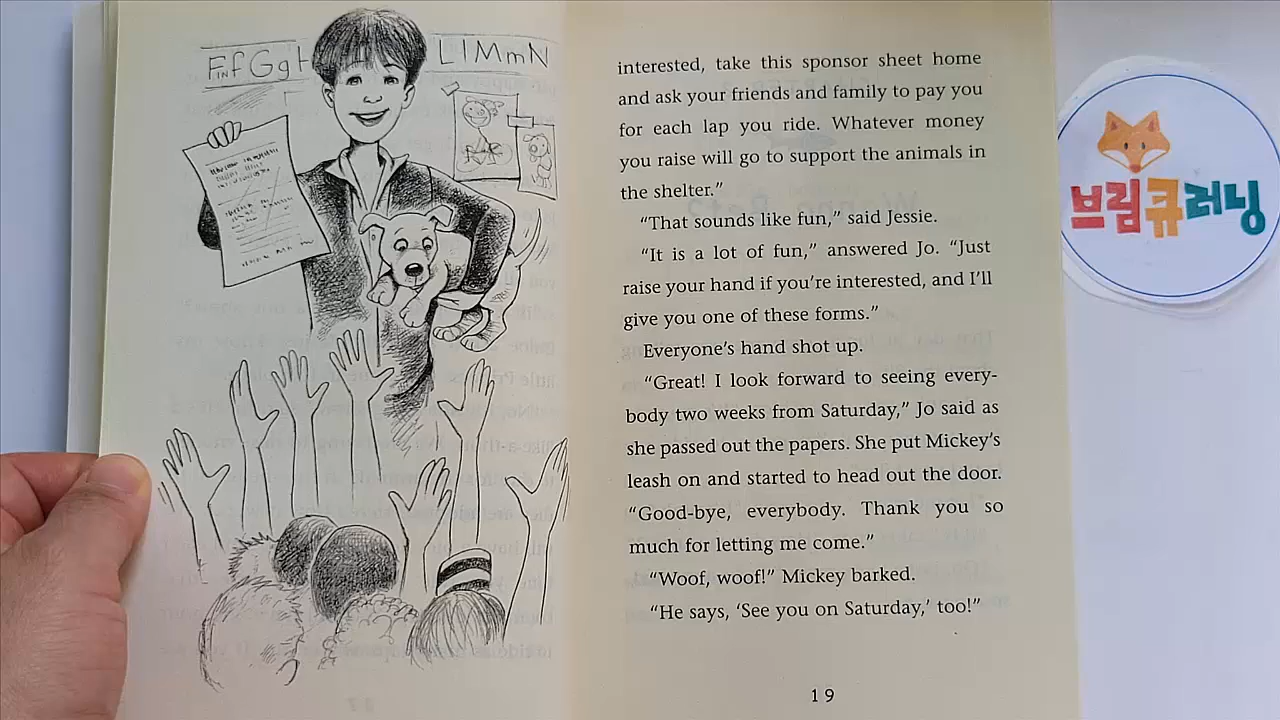 FfGgH
LlMmN
interested, take this sponsor sheet home
and ask your friends and family to pay you
for each lap you ride. Whatever money
you raise will go to support the animals in
the shelter.”
“That sounds like fun,” said Jessie.
“It is a lot of fun,” answered Jo. “Just
raise your hand if you’re interested, and I’ll
give you one of these forms.”
Everyone’s hand shot up.
“Great! I look forward to seeing every-
body two weeks from Saturday,” Jo said as
she passed out the papers. She put Mickey’s
leash on and started to head out the door.
“Good-bye, everybody. Thank you so
much for letting me come.”
“Woof, woof!” Mickey barked.
“He says, ‘See you on Saturday,’ too!”
19
브림큐러닝